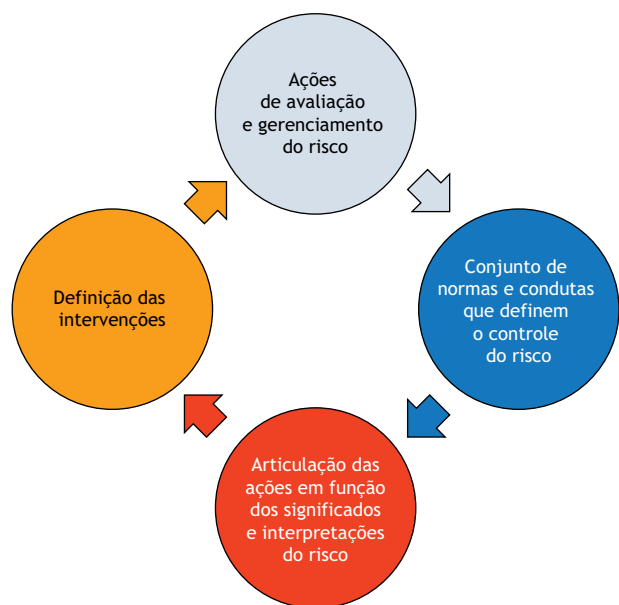 Ações
de avaliação
e gerenciamento
do risco
Conjunto de
normas e condutas
que definem
o controle
do risco
Articulação das
ações em função
dos significados
e interpretações
do risco
Definição das
intervenções